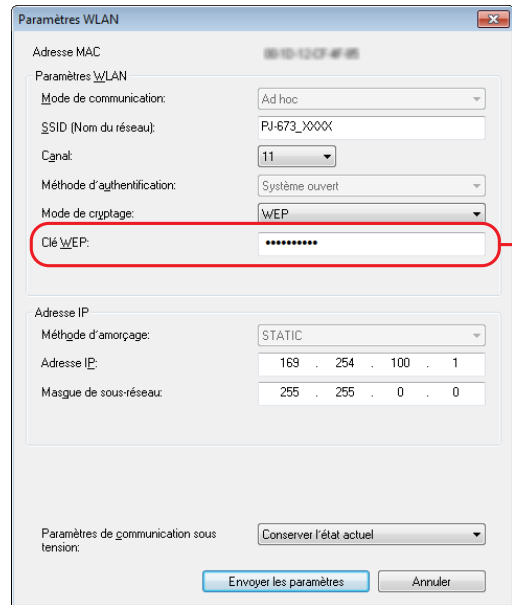 Paramètres WLAN
Adresse MAC
Paramètres WLAN
Mode de communication: Ad hoc
SSID (Nom du réseau): PJ-673_XXXX
Canal: 11
Méthode d'authentification: Système ouvert
Mode de cryptage: WEP
Clé WEP: ••••••••••
Adresse IP
Méthode d'amorçage: STATIC
Adresse IP: 169 . 254 . 100 . 1
Masque de sous-réseau: 255 . 255 . 0 . 0
Paramètres de communication sous Conserver l'état actuel
tension:
Envoyer les paramètres Annuler